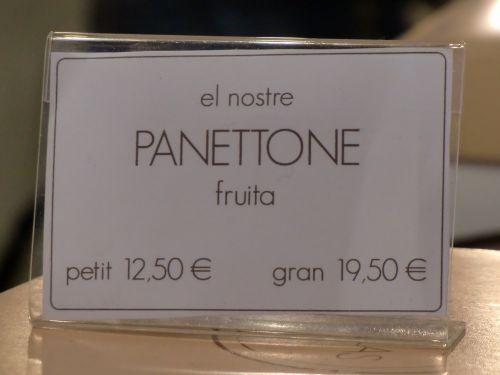 el nostre
PANETTONE
fruita
petit 12,50 € gran 19,50 €